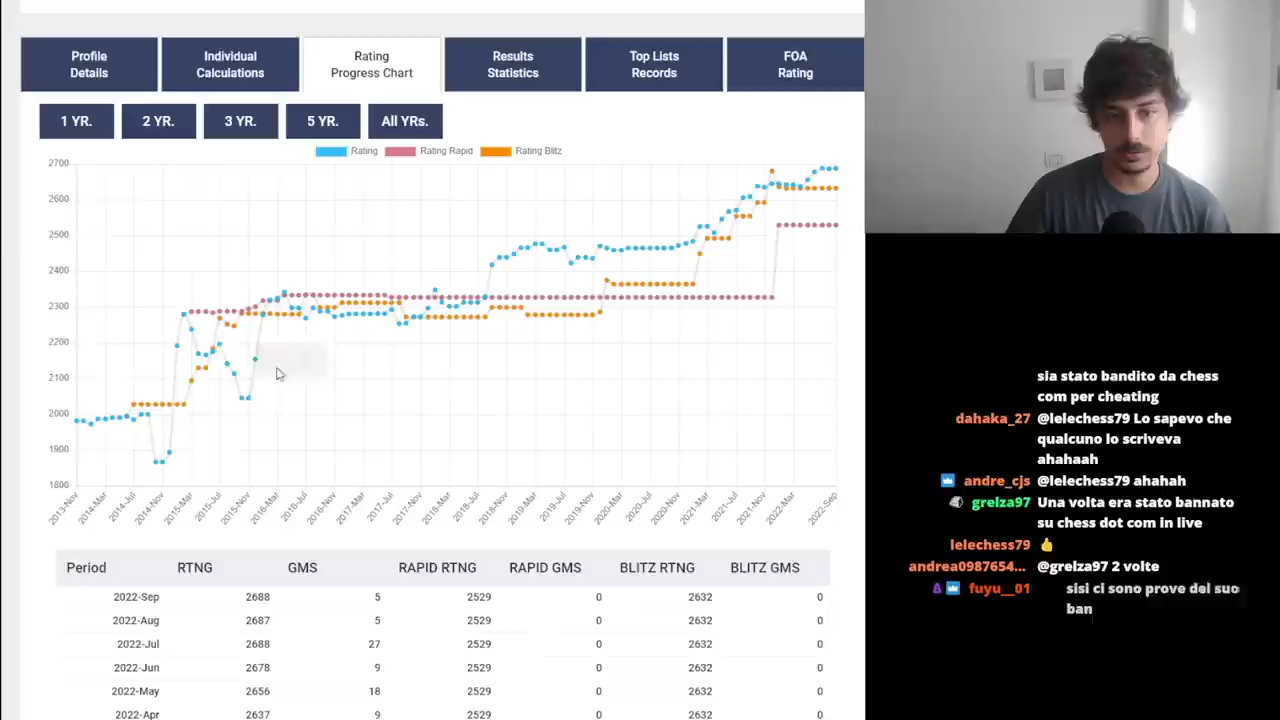 Profile
Details
Individual
Calculations
Rating
Progress Chart
Results
Statistics
Top Lists
Records
FOA
Rating
1 YR.
2 YR.
3 YR.
5 YR.
All YRs.
Rating
Rating Rapid
Rating Blitz
2700
2600
2500
2400
2300
2200
2100
2000
1900
1800
2013-Nov
2014-Mar
2014-Jul
2014-Nov
2015-Mar
2015-Jul
2015-Nov
2016-Mar
2016-Jul
2016-Nov
2017-Mar
2017-Jul
2017-Nov
2018-Mar
2018-Jul
2018-Nov
2019-Mar
2019-Jul
2019-Nov
2020-Mar
2020-Jul
2020-Nov
2021-Mar
2021-Jul
2021-Nov
2022-Mar
2022-Sep
Period RTNG GMS RAPID RTNG RAPID GMS BLITZ RTNG BLITZ GMS
2022-Sep 2688 5 2529 0 2632 0
2022-Aug 2687 5 2529 0 2632 0
2022-Jul 2688 27 2529 0 2632 0
2022-Jun 2678 9 2529 0 2632 0
2022-May 2656 18 2529 0 2632 0
2022-Apr 2637 9 2529 0 2632 0
sia stato bandito da chess
com per cheating
dahaka_27 @lelechess79 Lo sapevo che
qualcuno lo scriveva
ahahaah
andre_cjs @lelechess79 ahahah
grelza97 Una volta era stato bannato
su chess dot com in live
lelechess79 👍
andrea0987654... @grelza97 2 volte
fuyu__01 sisi ci sono prove del suo
ban